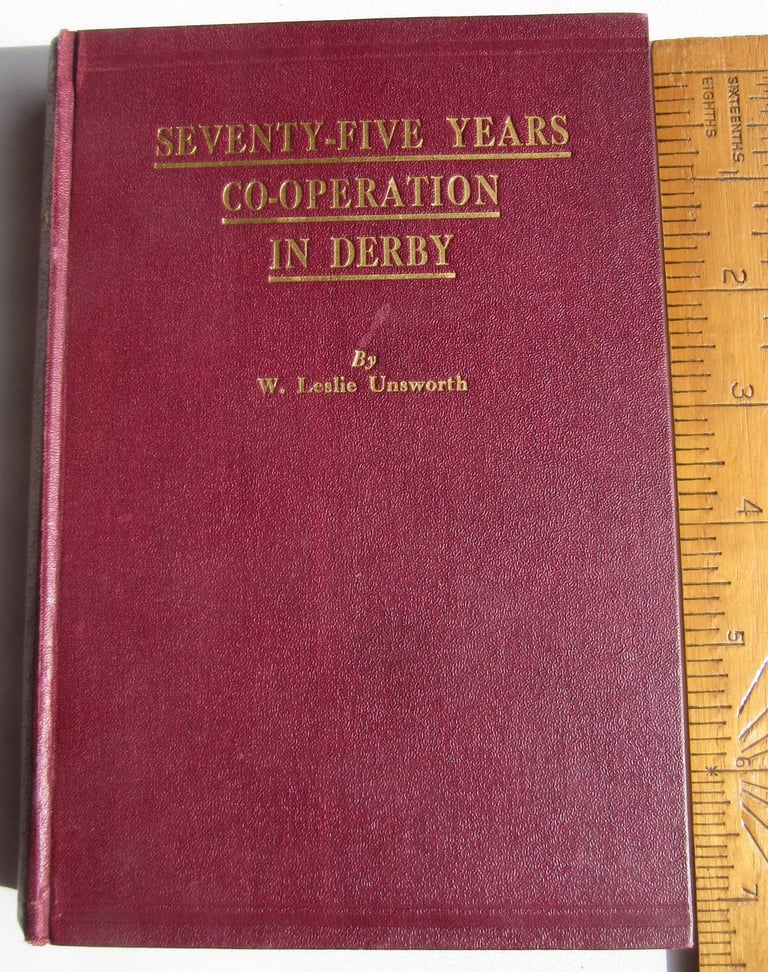 SEVENTY-FIVE YEARS
CO-OPERATION
IN DERBY
By
W. Leslie Unsworth
EIGHTHS
SIXTEENTHS
1
2
3
4
5
6
7